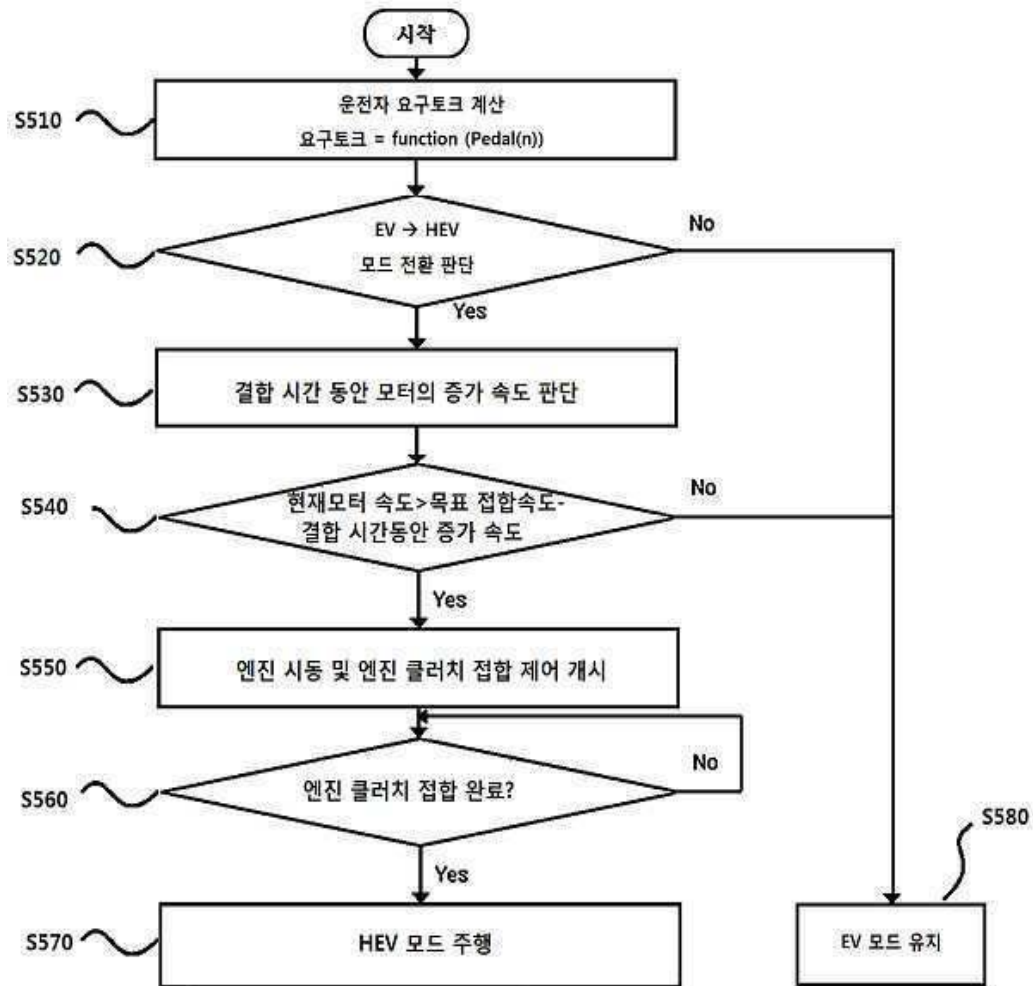 시작
S510
운전자 요구토크 계산
요구토크 = function (Pedal(n))
S520
EV → HEV
모드 전환 판단
No
Yes
S530
결합 시간 동안 모터의 증가 속도 판단
S540
현재모터 속도>목표 접합속도-
결합 시간동안 증가 속도
No
Yes
S550
엔진 시동 및 엔진 클러치 접합 제어 개시
S560
엔진 클러치 접합 완료?
No
Yes
S570
HEV 모드 주행
S580
EV 모드 유지